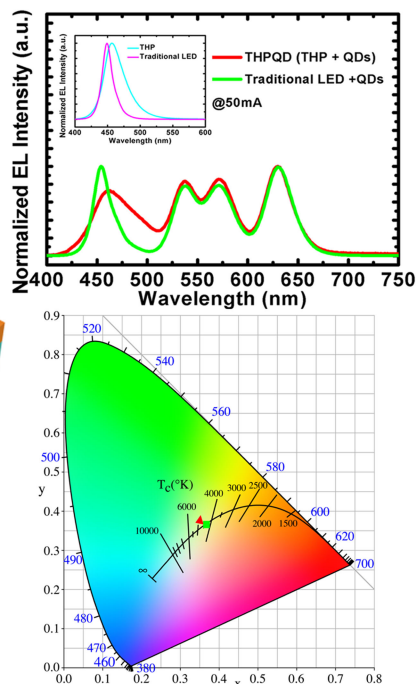 Normalized EL Intensity (a.u.)
Normalized EL Intensity (a.u.)
THP
Traditional LED
400 450 500 550 600
Wavelength (nm)
THPQD (THP + QDs)
Traditional LED +QDs
@50mA
400 450 500 550 600 650 700 750
Wavelength (nm)
0.9
0.8
0.7
0.6
0.5
y
0.4
0.3
0.2
0.1
0.0
520
540
560
500
580
Tc(°K)
6000
4000
3000
2500
10000
2000
1500
600
620
490
∞
700
480
470
460
380
0.0 0.1 0.2 0.3 0.4 0.5 0.6 0.7 0.8
x